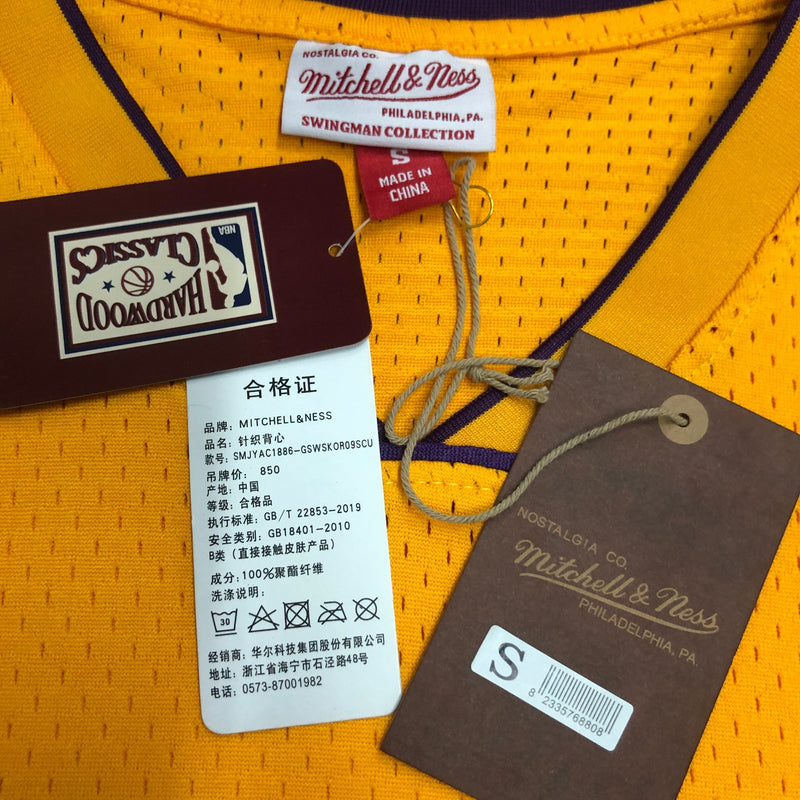 NOSTALGIA CO.
Mitchell & Ness
PHILADELPHIA, PA.
SWINGMAN COLLECTION
S
MADE IN
CHINA
HARDWOOD
CLASSICS
NBA
合格证
品牌: MITCHELL&NESS
品名: 针织背心
款号: SMJYAC1886-GSWSKOR09SCU
吊牌价: 850
产地: 中国
等级: 合格品
执行标准: GB/T 22853-2019
安全类别: GB18401-2010
B类（直接接触皮肤产品）
成分: 100%聚酯纤维
洗涤说明:
30
经销商: 华尔科技集团股份有限公司
地址: 浙江省海宁市石泾路48号
电话: 0573-87001982
NOSTALGIA CO.
Mitchell & Ness
PHILADELPHIA, PA.
S
8 2335768808